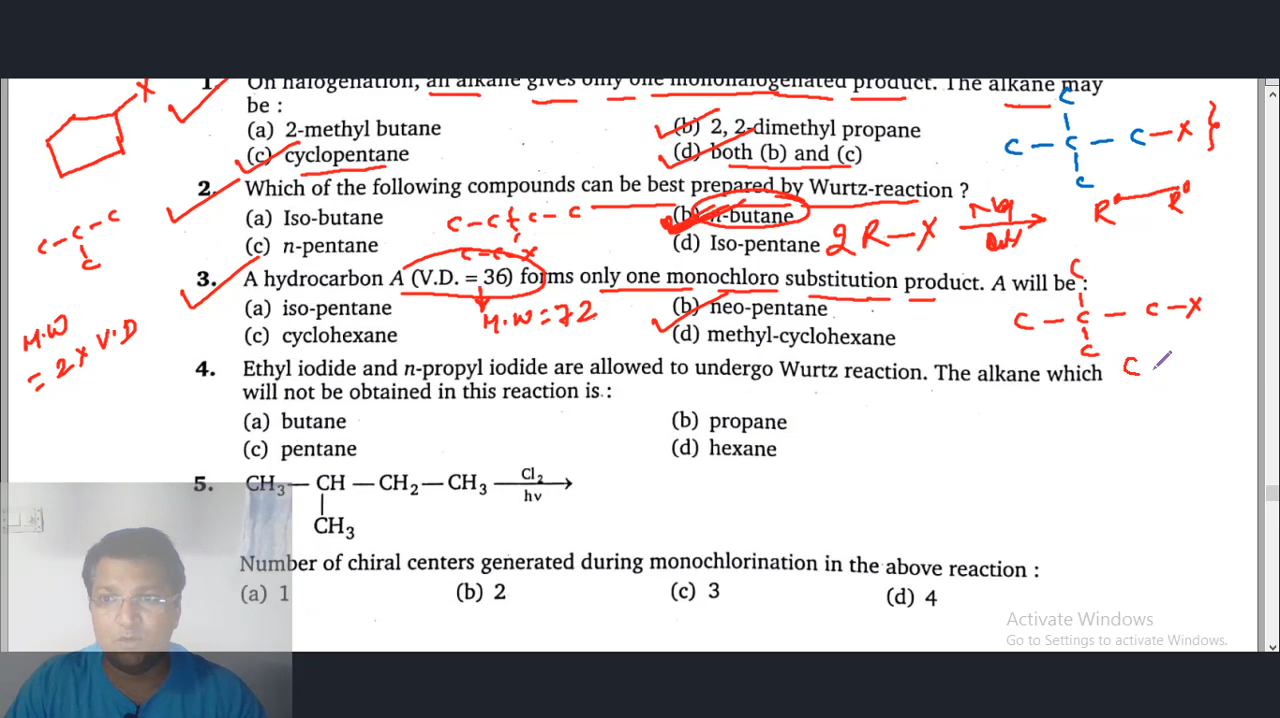 1. On halogenation, an alkane gives only one monohalogenated product. The alkane may
be :
(a) 2-methyl butane (b) 2, 2-dimethyl propane
(c) cyclopentane (d) both (b) and (c)
X
C
C – C – C – X }
C
2. Which of the following compounds can be best prepared by Wurtz-reaction ?
(a) Iso-butane (b) n-butane
(c) n-pentane (d) Iso-pentane
C – C – C
C
2 R – X → R – R
3. A hydrocarbon A (V.D. = 36) forms only one monochloro substitution product. A will be :
(a) iso-pentane (b) neo-pentane
(c) cyclohexane (d) methyl-cyclohexane
M.W = 72
M.W
= 2 x V.D
C
C – C – C – X
C
C
4. Ethyl iodide and n-propyl iodide are allowed to undergo Wurtz reaction. The alkane which
will not be obtained in this reaction is :
(a) butane (b) propane
(c) pentane (d) hexane
5. CH3 — CH — CH2 — CH3 Cl2 → hν
|
CH3
Number of chiral centers generated during monochlorination in the above reaction :
(a) 1 (b) 2 (c) 3 (d) 4
Activate Windows
Go to Settings to activate Windows.